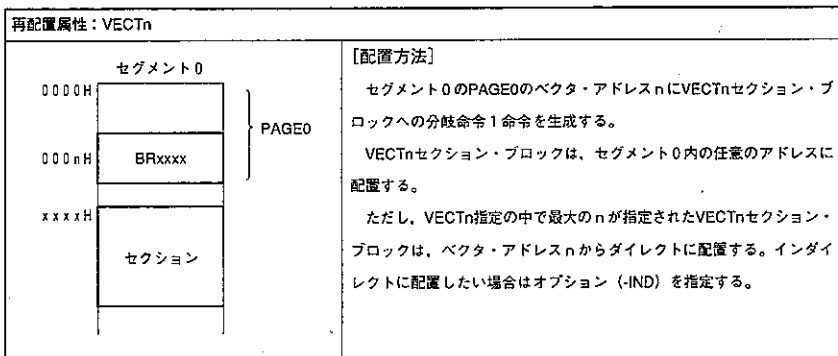 再配置属性：VECTn
セグメント0
0000H
PAGE0
000nH
BRxxxx
xxxxH
セクション
[配置方法]
セグメント0のPAGE0のベクタ・アドレスnにVECTnセクション・ブ
ロックへの分岐命令1命令を生成する。
VECTnセクション・ブロックは，セグメント0内の任意のアドレスに
配置する。
ただし，VECTn指定の中で最大のnが指定されたVECTnセクション・
ブロックは，ベクタ・アドレスnからダイレクトに配置する。インダイ
レクトに配置したい場合はオプション（-IND）を指定する。